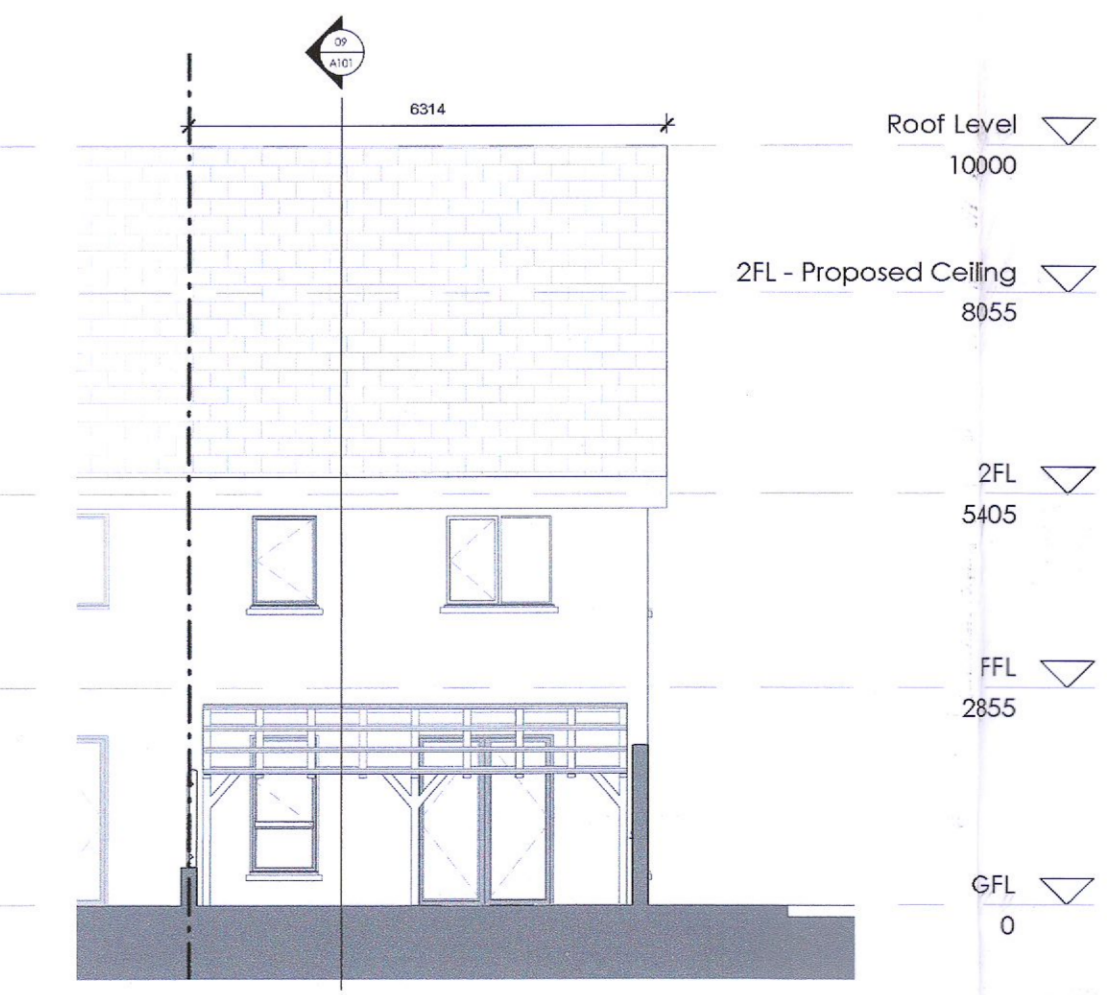 09
A101
6314
Roof Level
10000
2FL - Proposed Ceiling
8055
2FL
5405
FFL
2855
GFL
0